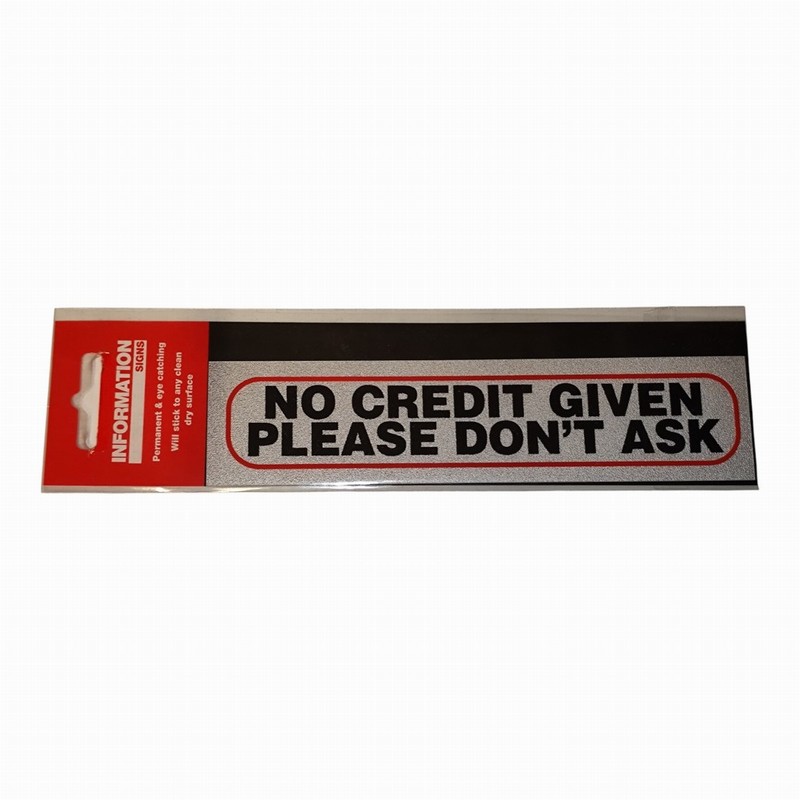 INFORMATION
SIGNS
Permanent & eye catching
Will stick to any clean
dry surface
NO CREDIT GIVEN
PLEASE DON'T ASK